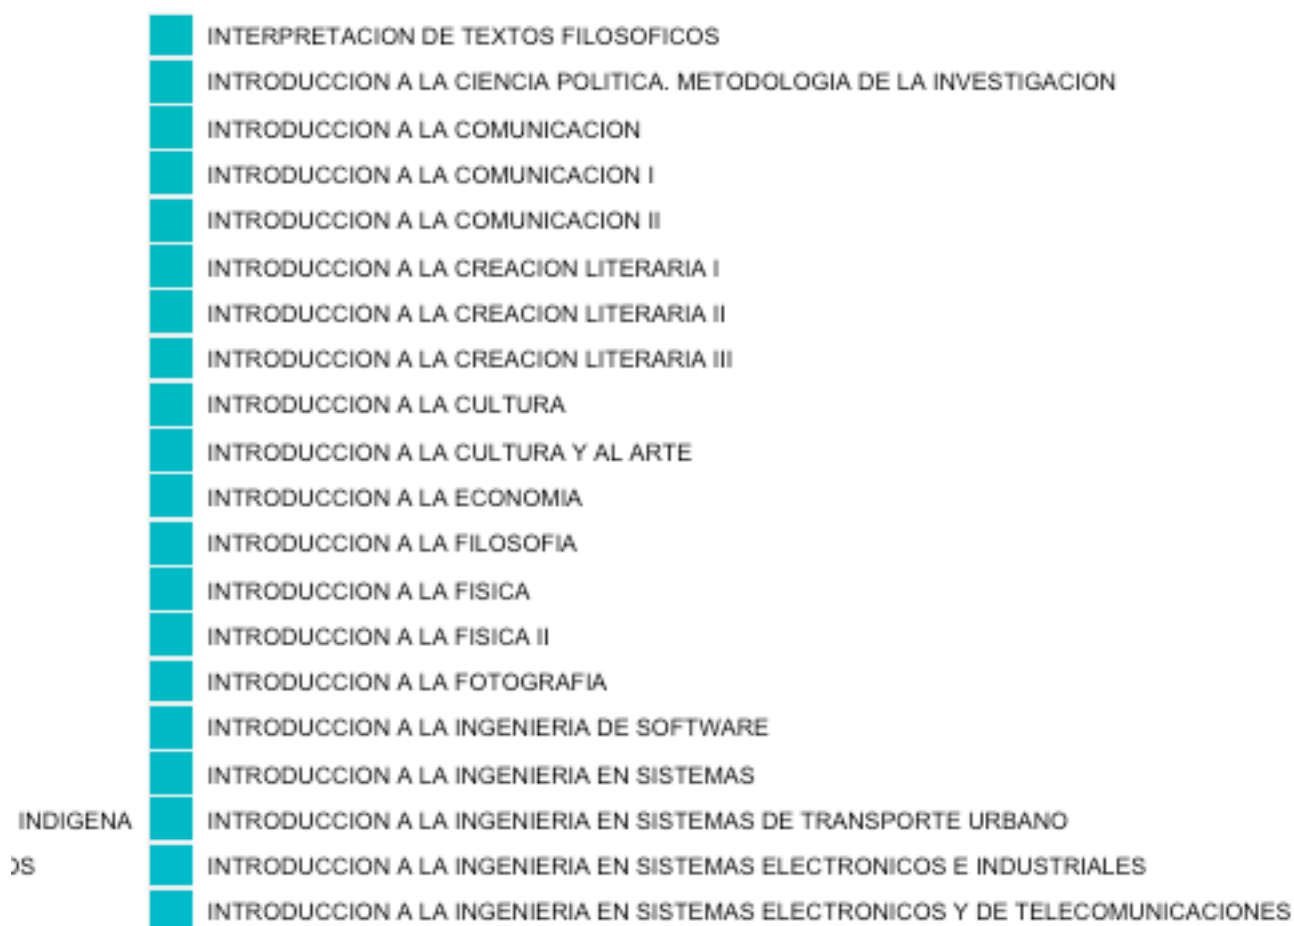 INTERPRETACION DE TEXTOS FILOSOFICOS
INTRODUCCION A LA CIENCIA POLITICA. METODOLOGIA DE LA INVESTIGACION
INTRODUCCION A LA COMUNICACION
INTRODUCCION A LA COMUNICACION I
INTRODUCCION A LA COMUNICACION II
INTRODUCCION A LA CREACION LITERARIA I
INTRODUCCION A LA CREACION LITERARIA II
INTRODUCCION A LA CREACION LITERARIA III
INTRODUCCION A LA CULTURA
INTRODUCCION A LA CULTURA Y AL ARTE
INTRODUCCION A LA ECONOMIA
INTRODUCCION A LA FILOSOFIA
INTRODUCCION A LA FISICA
INTRODUCCION A LA FISICA II
INTRODUCCION A LA FOTOGRAFIA
INTRODUCCION A LA INGENIERIA DE SOFTWARE
INTRODUCCION A LA INGENIERIA EN SISTEMAS
INDIGENA INTRODUCCION A LA INGENIERIA EN SISTEMAS DE TRANSPORTE URBANO
INTRODUCCION A LA INGENIERIA EN SISTEMAS ELECTRONICOS E INDUSTRIALES
INTRODUCCION A LA INGENIERIA EN SISTEMAS ELECTRONICOS Y DE TELECOMUNICACIONES